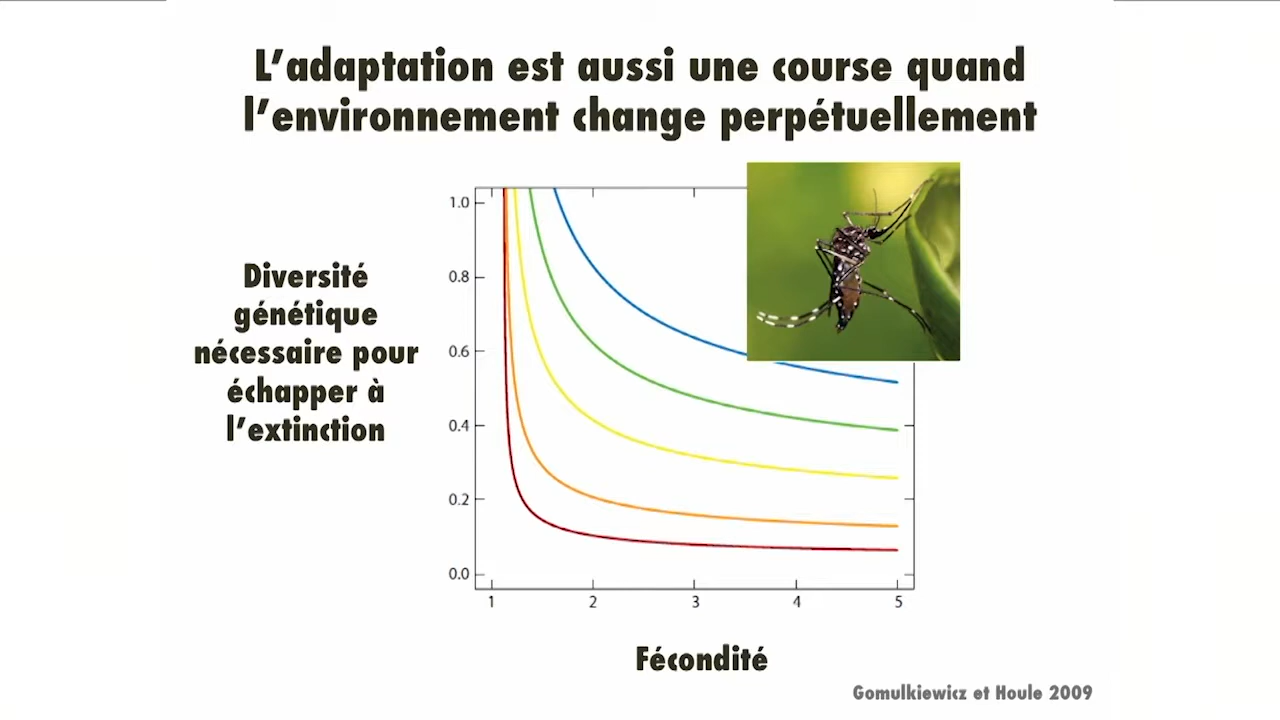 L’adaptation est aussi une course quand
l’environnement change perpétuellement
Diversité
génétique
nécessaire pour
échapper à
l’extinction
1.0
0.8
0.6
0.4
0.2
0.0
1 2 3 4 5
Fécondité
Gomulkiewicz et Houle 2009